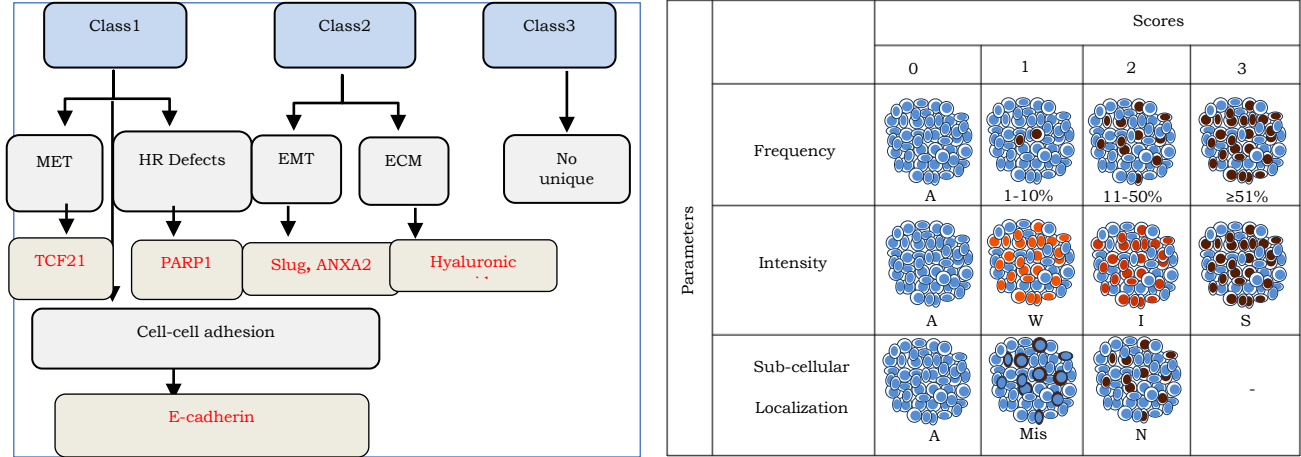 Class1
Class2
Class3
MET
HR Defects
EMT
ECM
No
unique
TCF21
PARP1
Slug, ANXA2
Hyaluronic
Cell-cell adhesion
E-cadherin
Scores
0
1
2
3
Parameters
Frequency
A
1-10%
11-50%
≥51%
Intensity
A
W
I
S
Sub-cellular
Localization
A
Mis
N
-